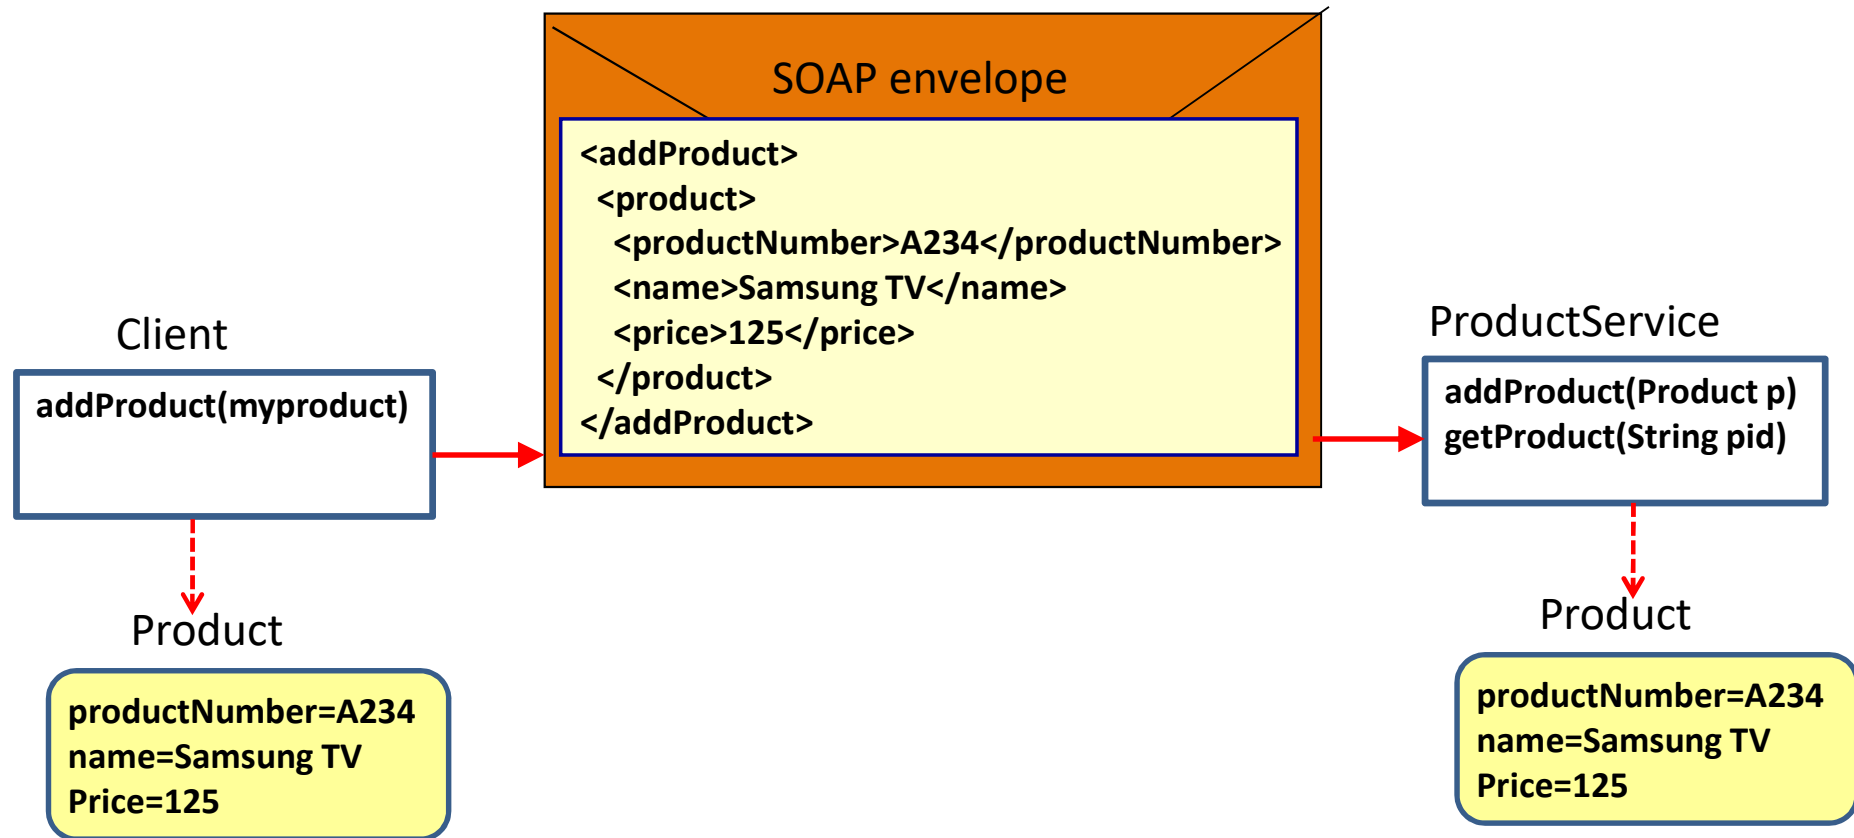 SOAP envelope
<addProduct>
<product>
<productNumber>A234</productNumber>
<name>Samsung TV</name>
<price>125</price>
</product>
</addProduct>
Client
addProduct(myproduct)
Product
productNumber=A234
name=Samsung TV
Price=125
ProductService
addProduct(Product p)
getProduct(String pid)
Product
productNumber=A234
name=Samsung TV
Price=125